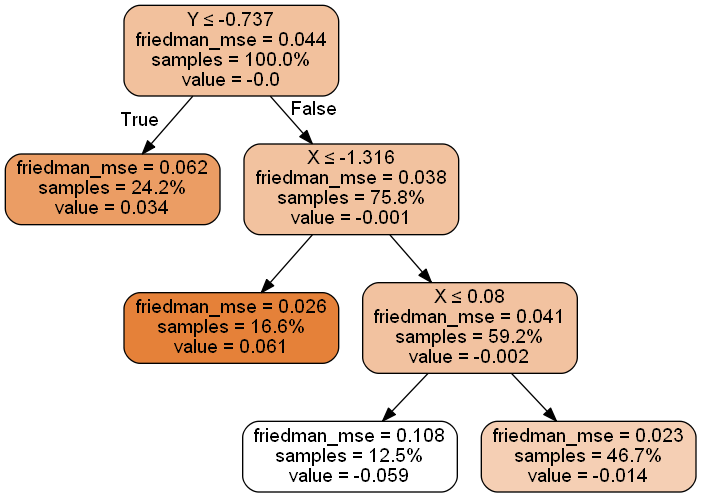 Y ≤ -0.737
friedman_mse = 0.044
samples = 100.0%
value = -0.0
True
False
friedman_mse = 0.062
samples = 24.2%
value = 0.034
X ≤ -1.316
friedman_mse = 0.038
samples = 75.8%
value = -0.001
friedman_mse = 0.026
samples = 16.6%
value = 0.061
X ≤ 0.08
friedman_mse = 0.041
samples = 59.2%
value = -0.002
friedman_mse = 0.108
samples = 12.5%
value = -0.059
friedman_mse = 0.023
samples = 46.7%
value = -0.014